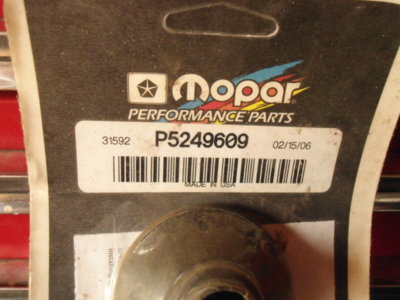 Mopar
PERFORMANCE PARTS
31592 P5249609 02/15/06
MADE IN USA